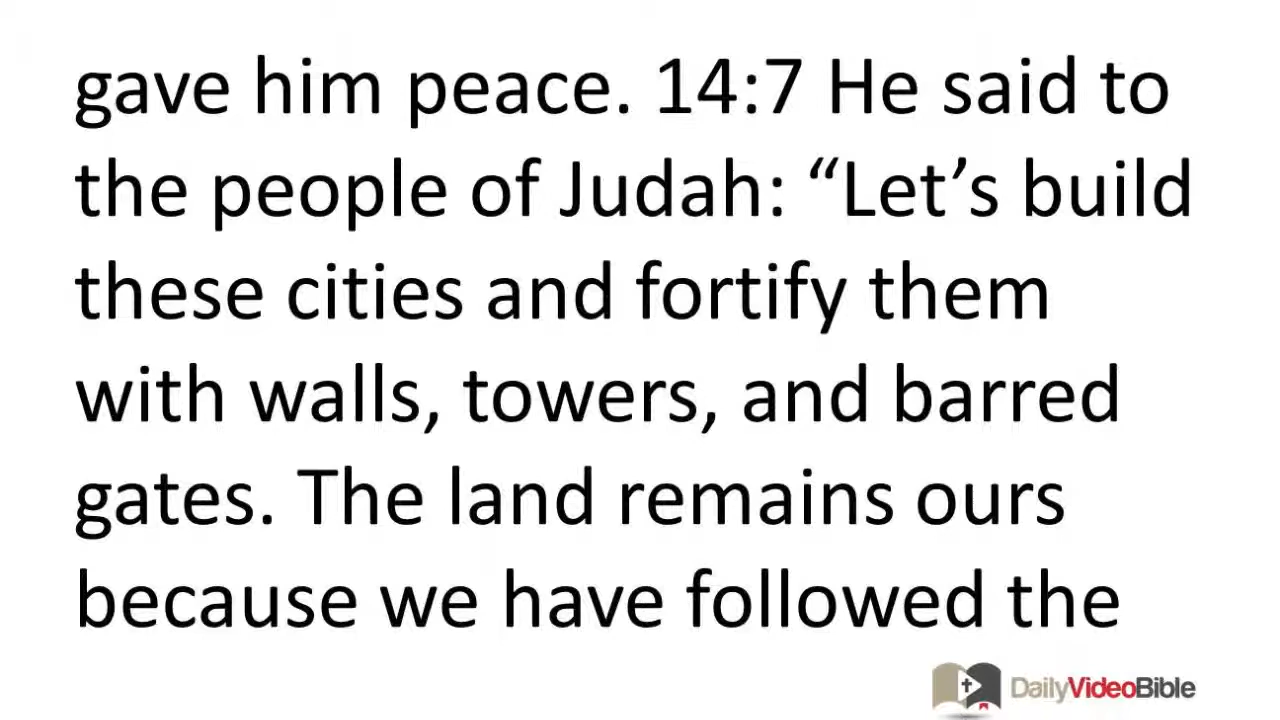 gave him peace. 14:7 He said to
the people of Judah: “Let’s build
these cities and fortify them
with walls, towers, and barred
gates. The land remains ours
because we have followed the
DailyVideoBible